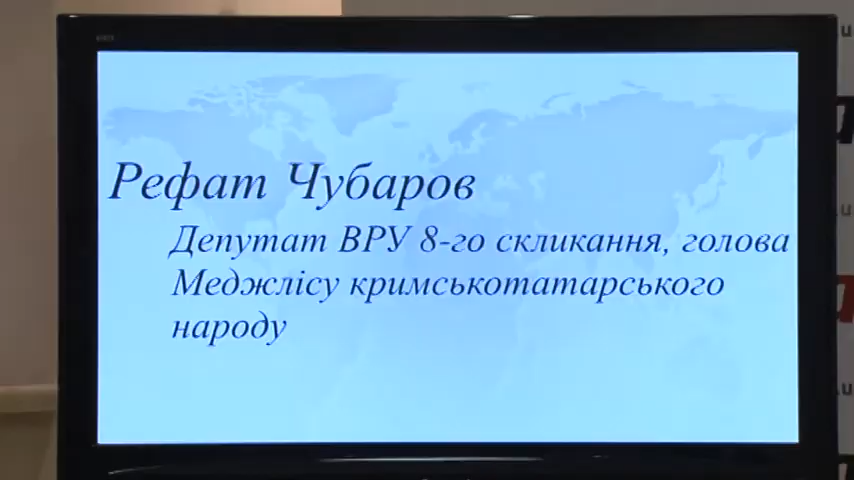 Рефат Чубаров
Депутат ВРУ 8-го скликання, голова
Меджлісу кримськотатарського
народу